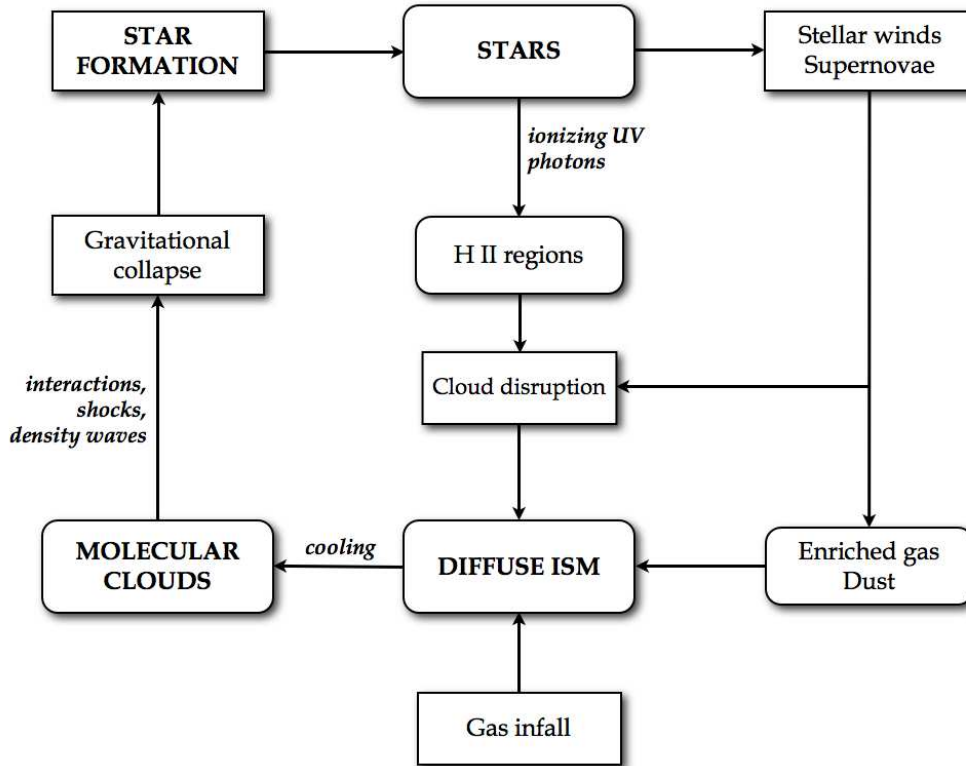 STAR
FORMATION
STARS
Stellar winds
Supernovae
ionizing UV
photons
Gravitational
collapse
H II regions
interactions,
shocks,
density waves
Cloud disruption
MOLECULAR
CLOUDS
cooling
DIFFUSE ISM
Enriched gas
Dust
Gas infall